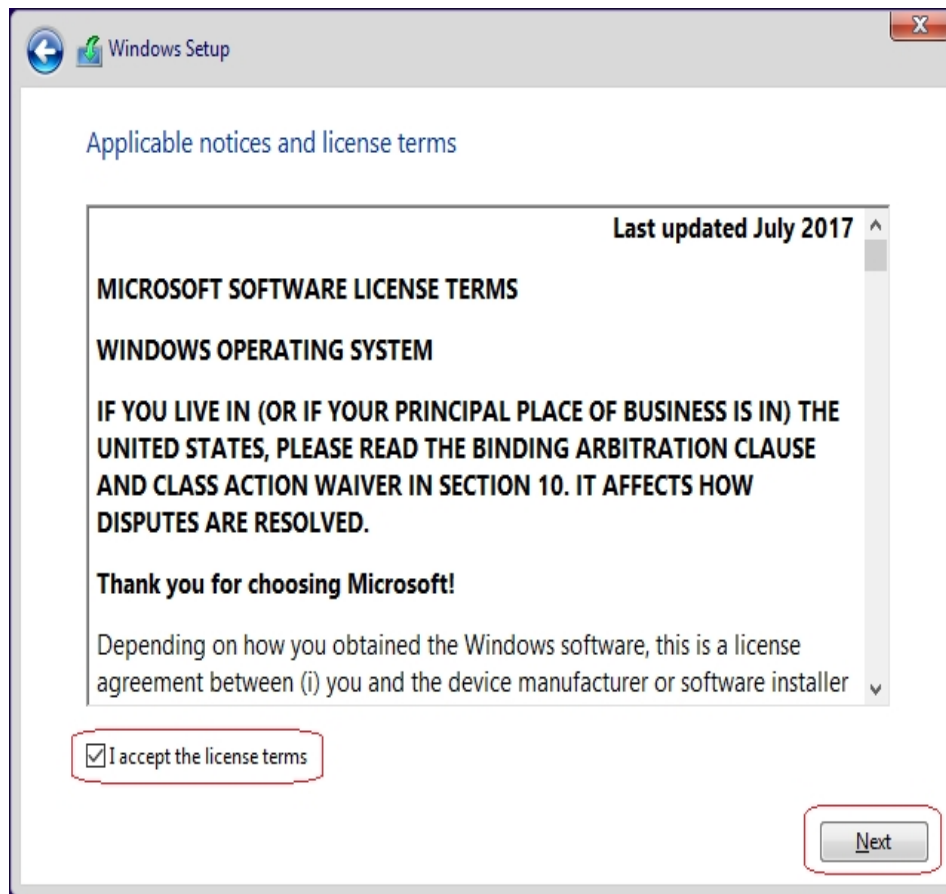 Windows Setup
X
Applicable notices and license terms
Last updated July 2017
MICROSOFT SOFTWARE LICENSE TERMS
WINDOWS OPERATING SYSTEM
IF YOU LIVE IN (OR IF YOUR PRINCIPAL PLACE OF BUSINESS IS IN) THE
UNITED STATES, PLEASE READ THE BINDING ARBITRATION CLAUSE
AND CLASS ACTION WAIVER IN SECTION 10. IT AFFECTS HOW
DISPUTES ARE RESOLVED.
Thank you for choosing Microsoft!
Depending on how you obtained the Windows software, this is a license
agreement between (i) you and the device manufacturer or software installer
I accept the license terms
Next